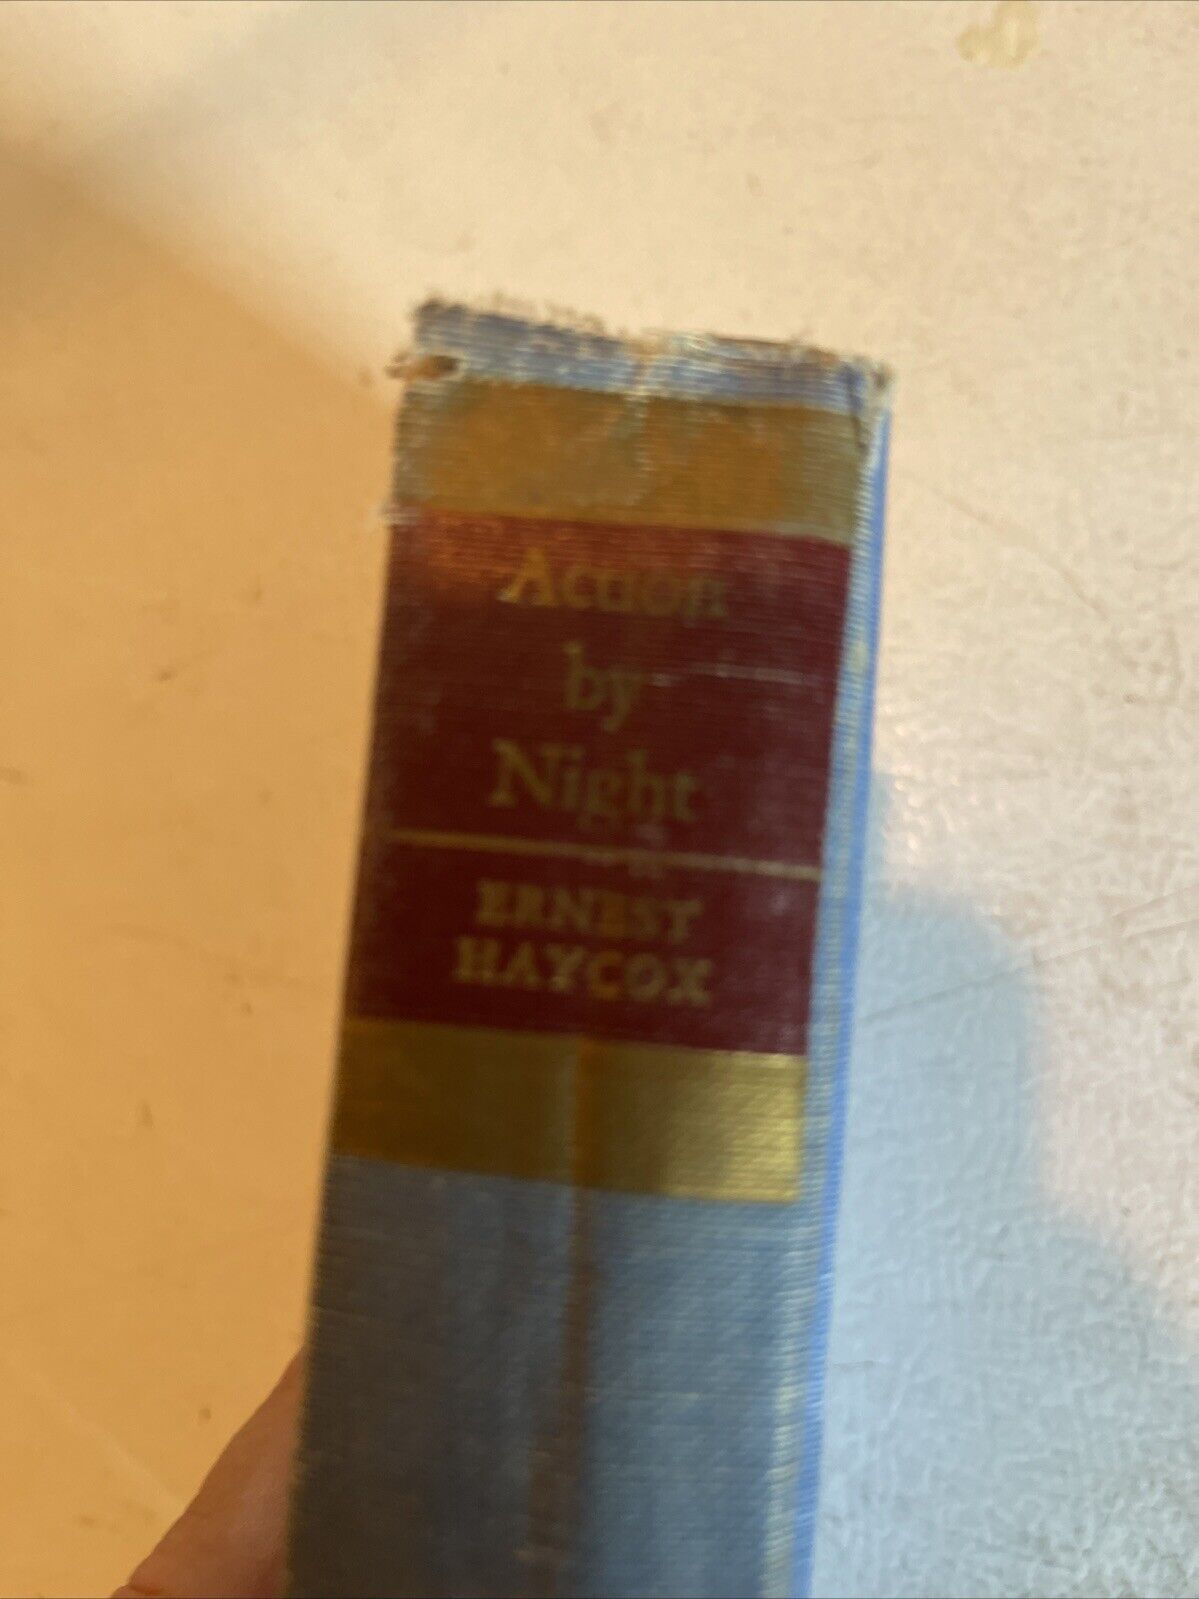 Action
by
Night
ERNEST
HAYCOX